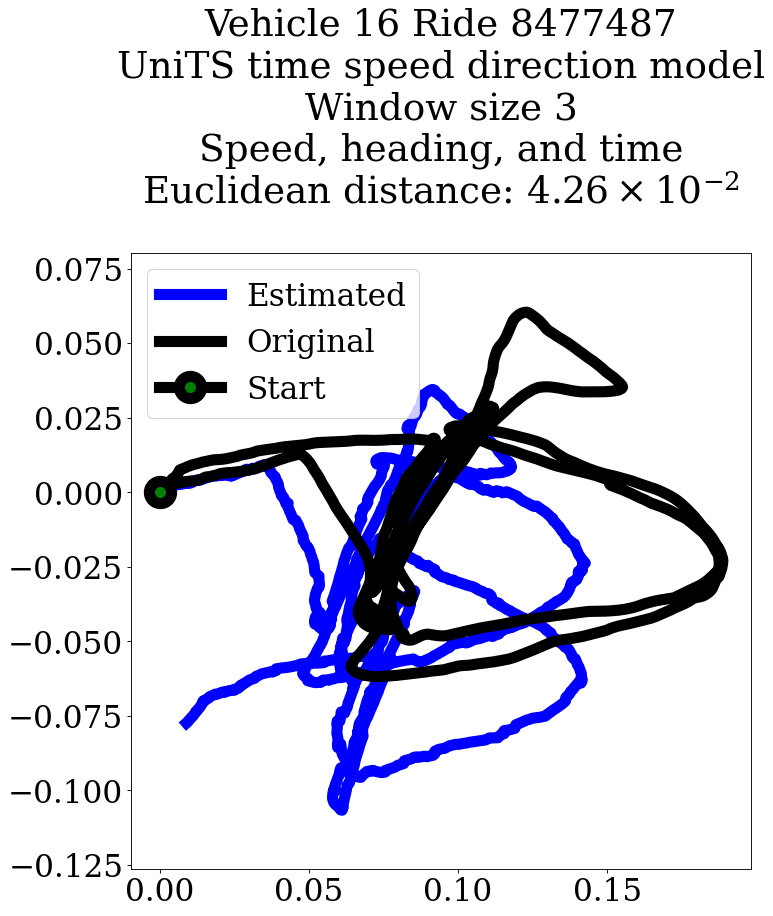 Vehicle 16 Ride 8477487
UniTS time speed direction model
Window size 3
Speed, heading, and time
Euclidean distance: 4.26 × 10⁻²
Estimated
Original
Start
0.075
0.050
0.025
0.000
−0.025
−0.050
−0.075
−0.100
−0.125
0.00 0.05 0.10 0.15